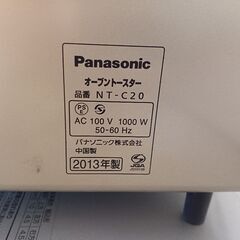 Panasonic
オーブントースター
品番 NT-C20
PS E
AC 100 V 1000 W
50-60 Hz
パナソニック株式会社
中国製
2013年製
JGA